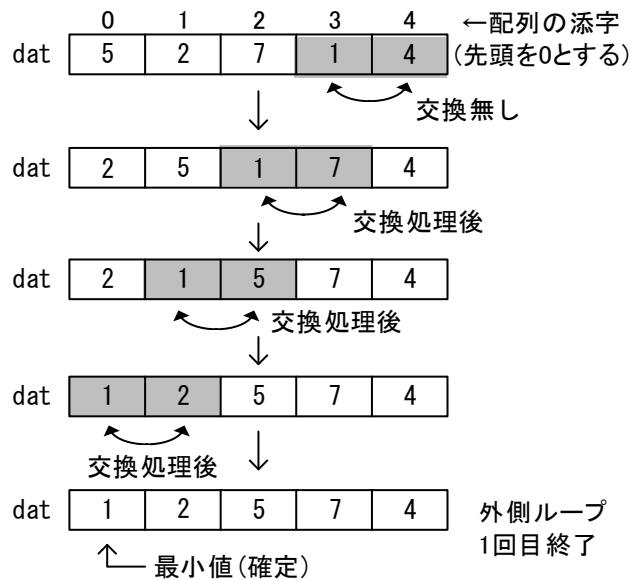 0 1 2 3 4 ←配列の添字
dat 5 2 7 1 4 (先頭を0とする)
交換無し
dat 2 5 1 7 4
交換処理後
dat 2 1 5 7 4
交換処理後
dat 1 2 5 7 4
交換処理後
dat 1 2 5 7 4 外側ループ
1回目終了
最小値(確定)